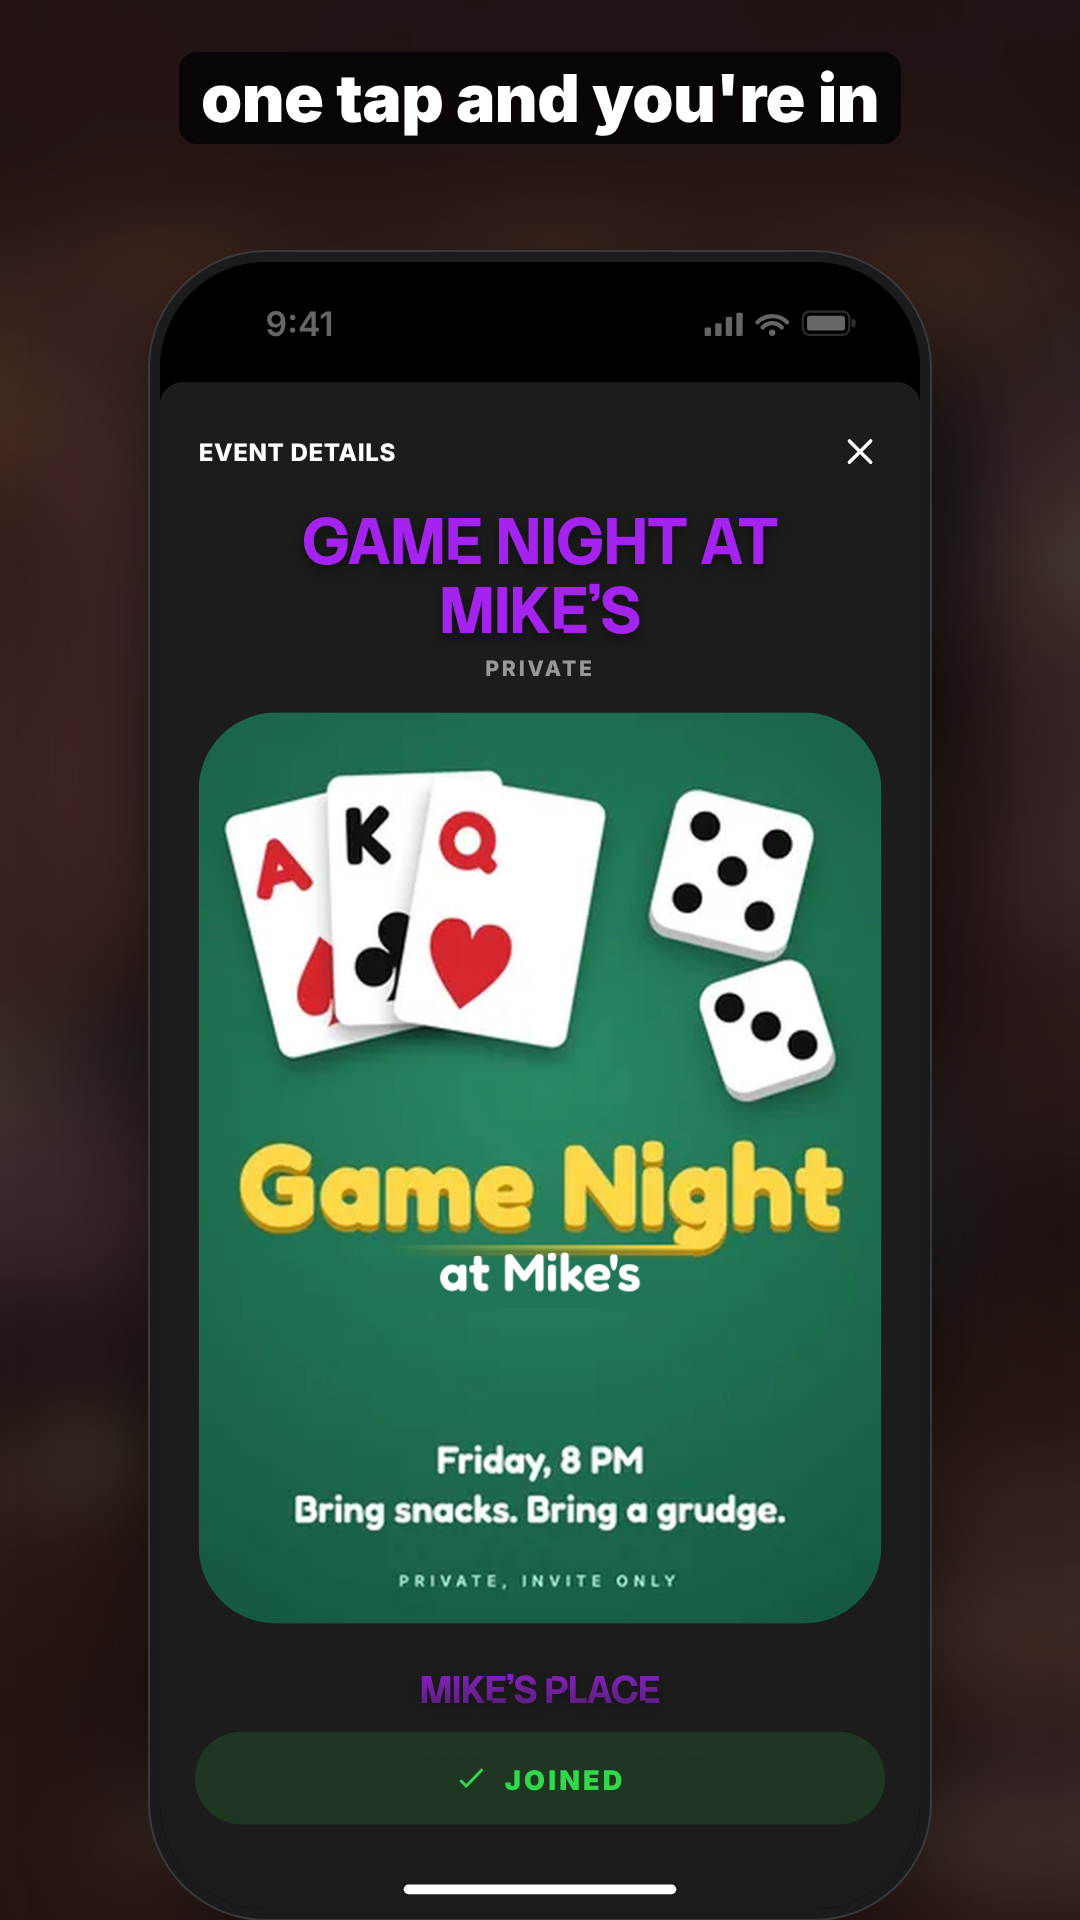 one tap and you're in
9:41
EVENT DETAILS
GAME NIGHT AT
MIKE’S
PRIVATE
A
K
Q
Game Night
at Mike's
Friday, 8 PM
Bring snacks. Bring a grudge.
PRIVATE, INVITE ONLY
MIKE’S PLACE
JOINED